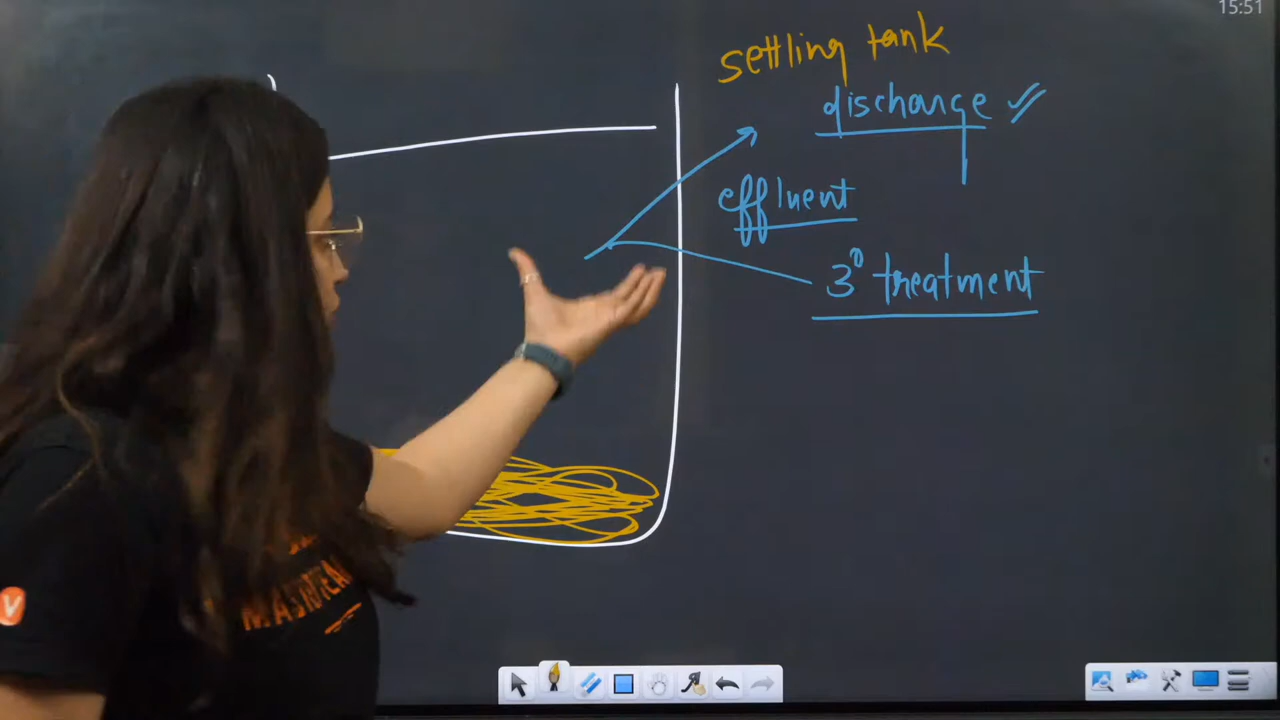 15:51
settling tank
discharge
effluent
3° treatment
V